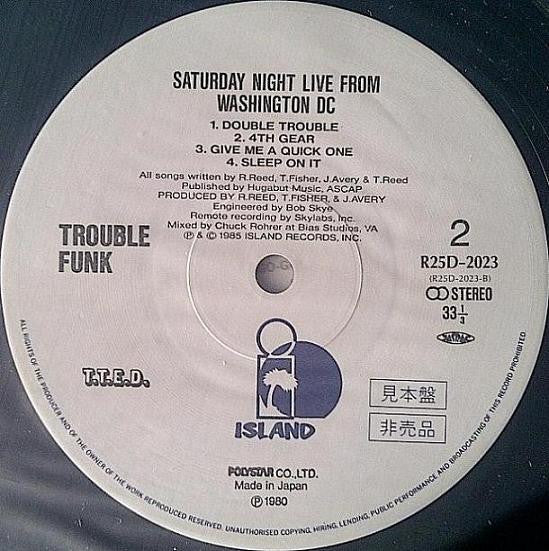 SATURDAY NIGHT LIVE FROM
WASHINGTON DC
1. DOUBLE TROUBLE
2. 4TH GEAR
3. GIVE ME A QUICK ONE
4. SLEEP ON IT
All songs written by R.Reed, T.Fisher, J.Avery & T.Reed
Published by Hugabut Music, ASCAP
PRODUCED BY R.REED, T.FISHER, & J.AVERY
Engineered by Bob Skye
Remote recording by Skylabs, Inc.
Mixed by Chuck Rohrer at Bias Studios, VA
Ⓟ & © 1985 ISLAND RECORDS, INC.
TROUBLE
FUNK
2
R25D-2023
(R25D-2023-B)
STEREO
33 1/3
T.T.E.D.
ISLAND
見本盤
非売品
POLYSTAR CO., LTD.
Made in Japan
Ⓟ 1980
ALL RIGHTS OF THE PRODUCER AND OF THE OWNER OF THE WORK REPRODUCED RESERVED. UNAUTHORISED COPYING, HIRING, LENDING, PUBLIC PERFORMANCE AND BROADCASTING OF THIS RECORD PROHIBITED